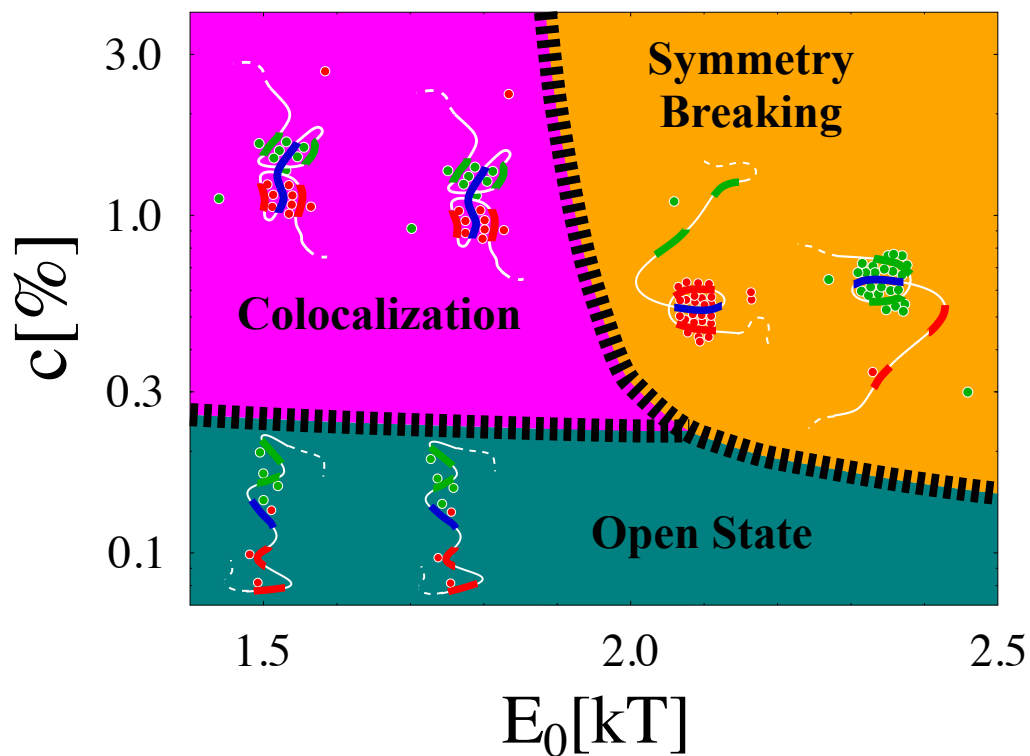 3.0
1.0
0.3
0.1
c[%]
Symmetry
Breaking
Colocalization
Open State
1.5
2.0
2.5
E₀[kT]